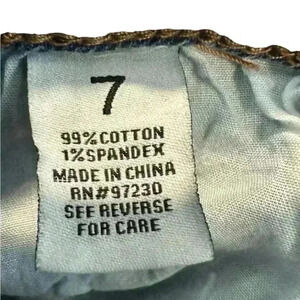 7
99% COTTON
1% SPANDEX
MADE IN CHINA
RN#97230
SEE REVERSE
FOR CARE